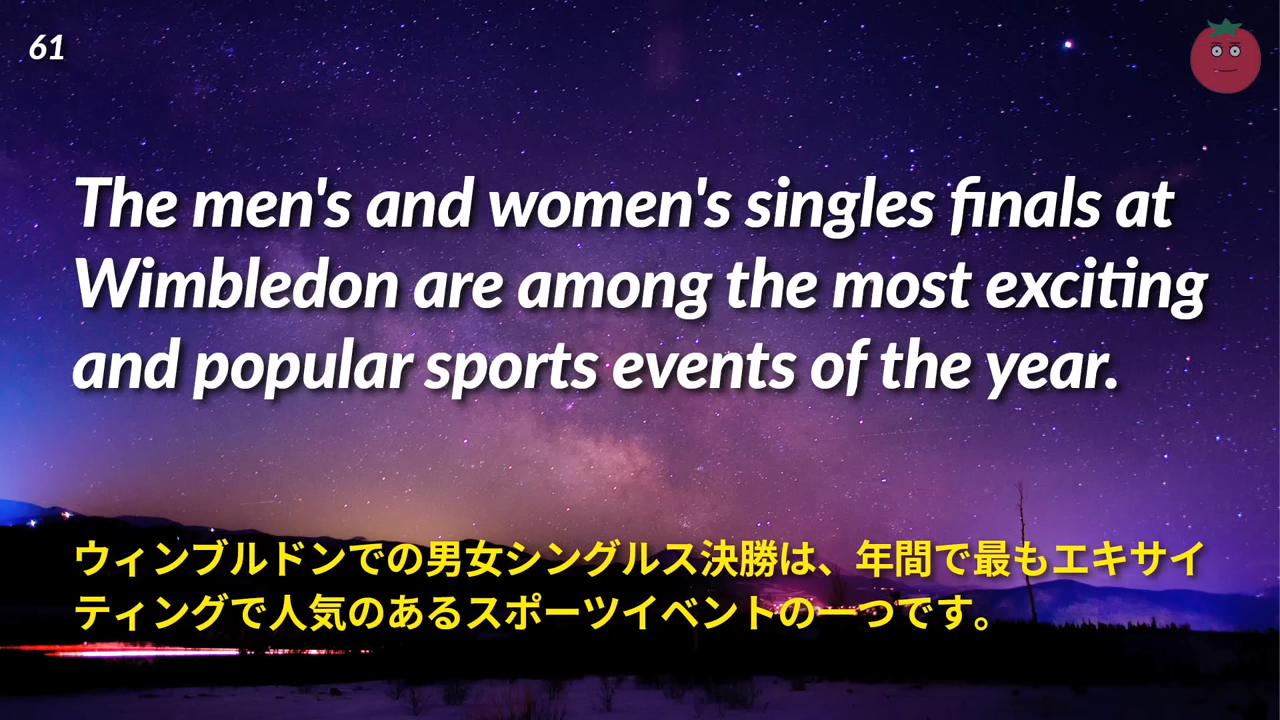 61
The men's and women's singles finals at
Wimbledon are among the most exciting
and popular sports events of the year.
ウィンブルドンでの男女シングルス決勝は、年間で最もエキサイ
ティングで人気のあるスポーツイベントの一つです。